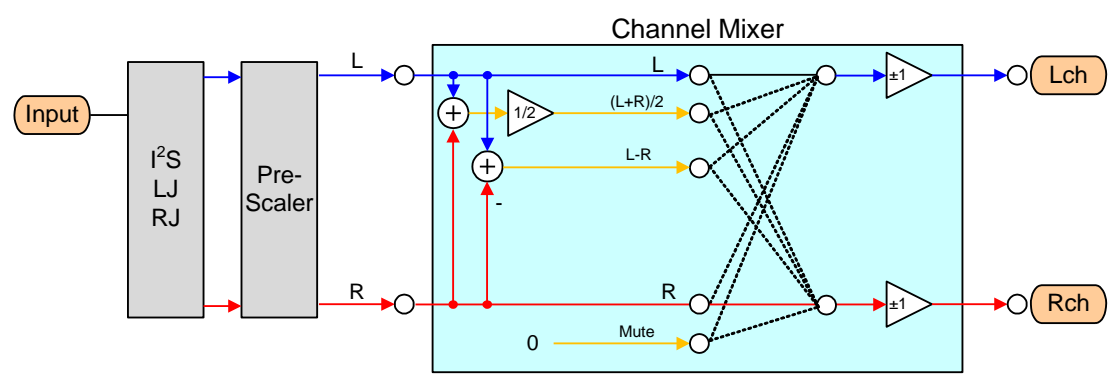 Channel Mixer
Input
I²S
LJ
RJ
Pre-
Scaler
L
L
±1
Lch
+
1/2
(L+R)/2
+
L-R
-
R
R
±1
Rch
0
Mute